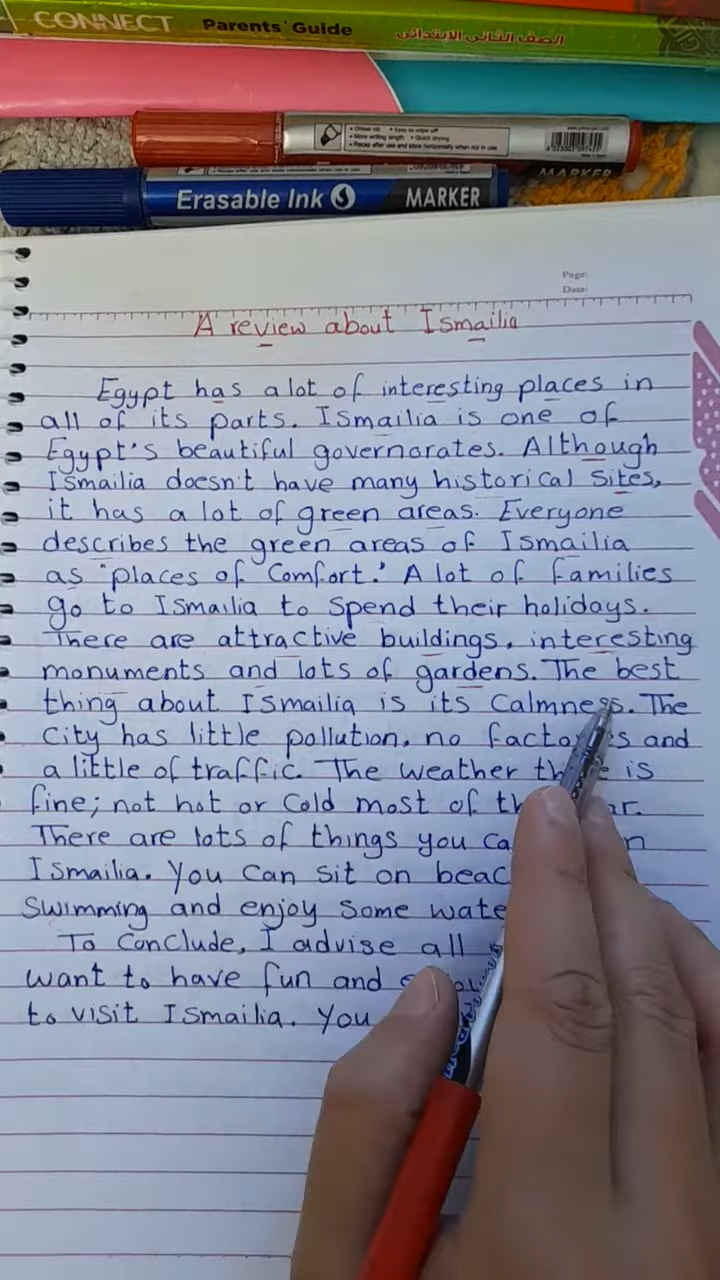 CONNECT Parents' Guide الصف الثانى الابتدائى
Erasable Ink MARKER
MARKER
Page:
Date:
A review about Ismailia
Egypt has a lot of interesting places in
all of its parts. Ismailia is one of
Egypt's beautiful governorates. Although
Ismailia doesn't have many historical sites,
it has a lot of green areas. Everyone
describes the green areas of Ismailia
as "places of Comfort." A lot of families
go to Ismailia to spend their holidays.
There are attractive buildings, interesting
monuments and lots of gardens. The best
thing about Ismailia is its Calmness. The
City has little pollution, no and
a little of traffic. The weather is
fine; not hot or cold most of
There are lots of things you
Ismailia. You can sit on
Swimming and enjoy some
To Conclude, I advise all
want to have fun and
to visit Ismailia. You